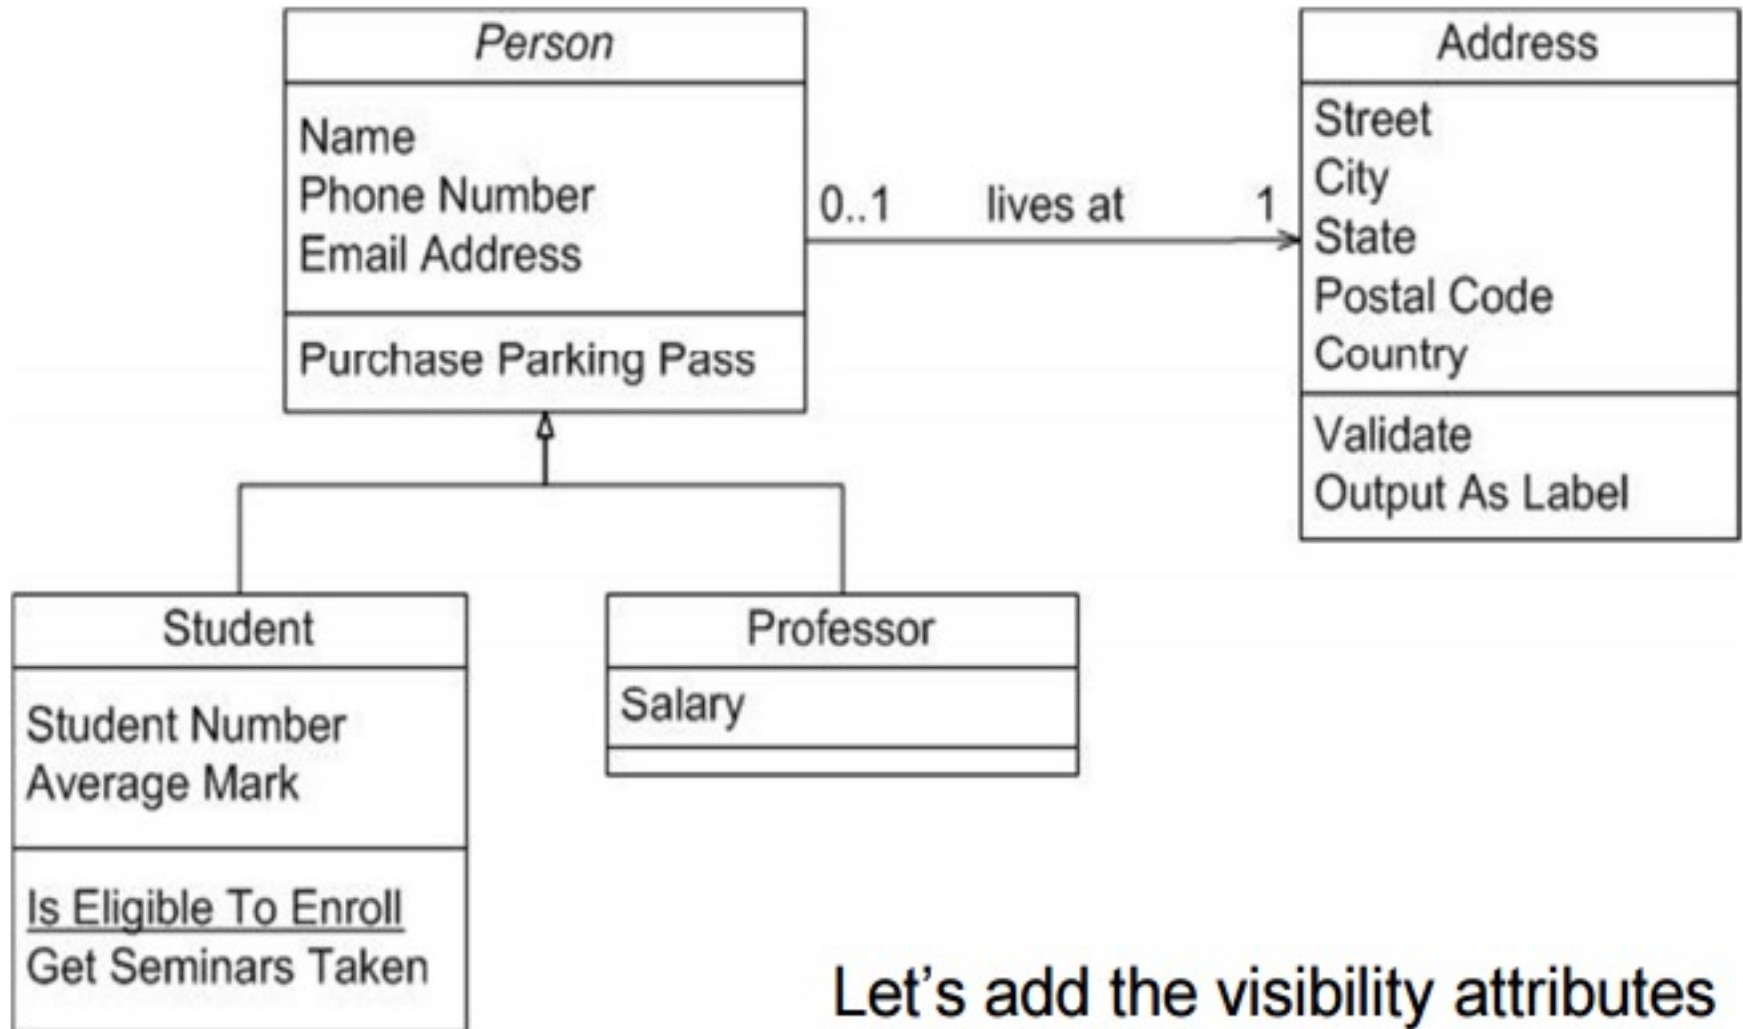 Person
Name
Phone Number
Email Address
Purchase Parking Pass
0..1 lives at 1
Address
Street
City
State
Postal Code
Country
Validate
Output As Label
Student
Student Number
Average Mark
Is Eligible To Enroll
Get Seminars Taken
Professor
Salary
Let's add the visibility attributes